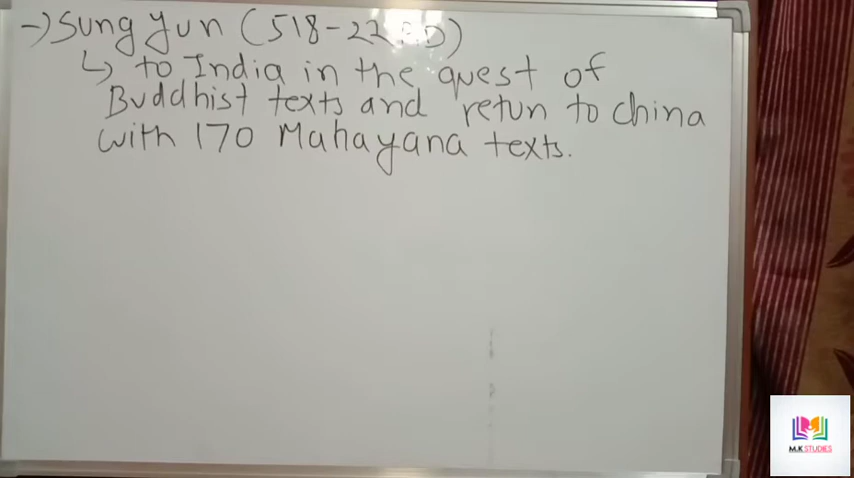 → Sung Yun (518-22 AD)
↳ to India in the quest of
Buddhist texts and retun to china
with 170 Mahayana texts.
M.K STUDIES